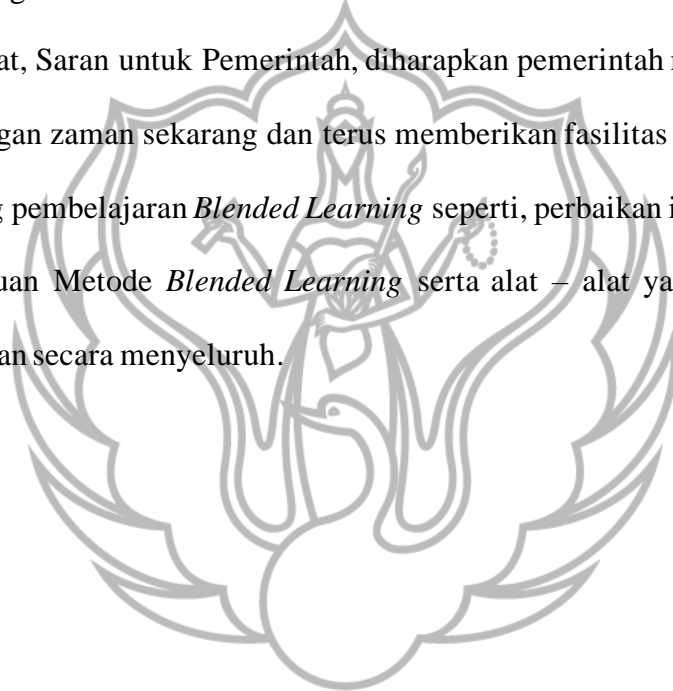 at, Saran untuk Pemerintah, diharapkan pemerintah
gan zaman sekarang dan terus memberikan fasilitas
g pembelajaran Blended Learning seperti, perbaikan i
uan Metode Blended Learning serta alat – alat ya
an secara menyeluruh.